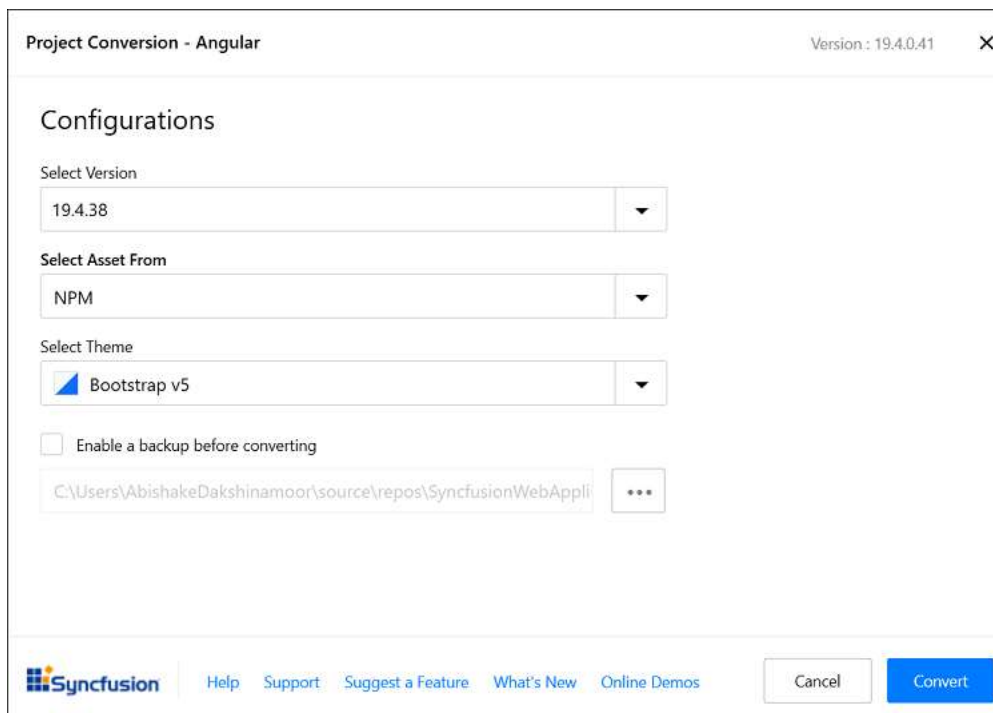 Project Conversion - Angular Version : 19.4.0.41
Configurations
Select Version
19.4.38
Select Asset From
NPM
Select Theme
Bootstrap v5
Enable a backup before converting
C:\Users\AbishakeDakshinamoor\source\repos\SyncfusionWebAppli
Syncfusion Help Support Suggest a Feature What's New Online Demos Cancel Convert